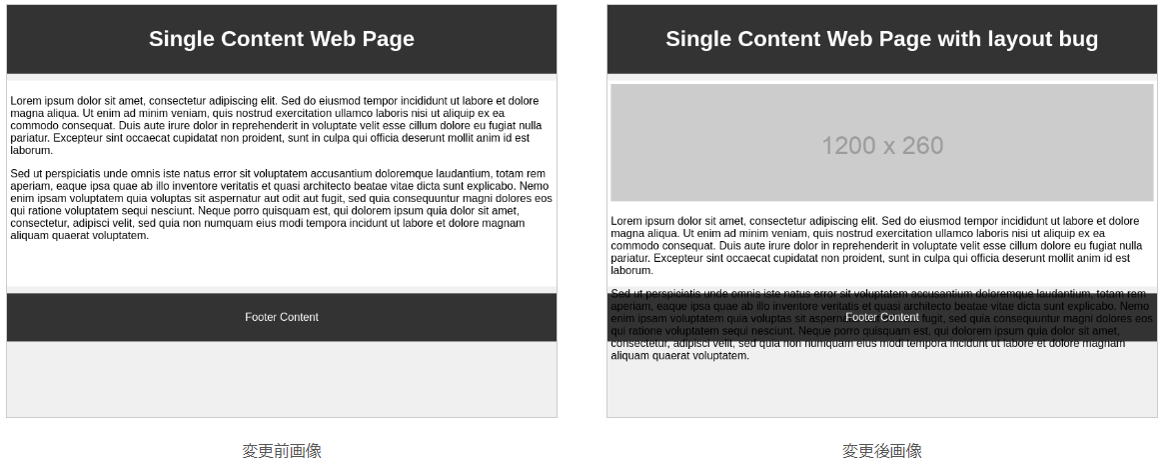 Single Content Web Page
Lorem ipsum dolor sit amet, consectetur adipiscing elit. Sed do eiusmod tempor incididunt ut labore et dolore
magna aliqua. Ut enim ad minim veniam, quis nostrud exercitation ullamco laboris nisi ut aliquip ex ea
commodo consequat. Duis aute irure dolor in reprehenderit in voluptate velit esse cillum dolore eu fugiat nulla
pariatur. Excepteur sint occaecat cupidatat non proident, sunt in culpa qui officia deserunt mollit anim id est
laborum.
Sed ut perspiciatis unde omnis iste natus error sit voluptatem accusantium doloremque laudantium, totam rem
aperiam, eaque ipsa quae ab illo inventore veritatis et quasi architecto beatae vitae dicta sunt explicabo. Nemo
enim ipsam voluptatem quia voluptas sit aspernatur aut odit aut fugit, sed quia consequuntur magni dolores eos
qui ratione voluptatem sequi nesciunt. Neque porro quisquam est, qui dolorem ipsum quia dolor sit amet,
consectetur, adipisci velit, sed quia non numquam eius modi tempora incidunt ut labore et dolore magnam
aliquam quaerat voluptatem.
Footer Content
変更前画像
Single Content Web Page with layout bug
1200 x 260
Lorem ipsum dolor sit amet, consectetur adipiscing elit. Sed do eiusmod tempor incididunt ut labore et dolore
magna aliqua. Ut enim ad minim veniam, quis nostrud exercitation ullamco laboris nisi ut aliquip ex ea
commodo consequat. Duis aute irure dolor in reprehenderit in voluptate velit esse cillum dolore eu fugiat nulla
pariatur. Excepteur sint occaecat cupidatat non proident, sunt in culpa qui officia deserunt mollit anim id est
laborum.
Sed ut perspiciatis unde omnis iste natus error sit voluptatem accusantium doloremque laudantium, totam rem
aperiam, eaque ipsa quae ab illo inventore veritatis et quasi architecto beatae vitae dicta sunt explicabo. Nemo
enim ipsam voluptatem quia voluptas sit fugit, sed quia consequuntur magni dolores eos
Footer Content
qui ratione voluptatem sequi nesciunt. Neque porro quisquam est, qui dolorem ipsum quia dolor sit amet,
consectetur, adipisci velit, sed quia non numquam eius modi tempora incidunt ut labore et dolore magnam
aliquam quaerat voluptatem.
変更後画像